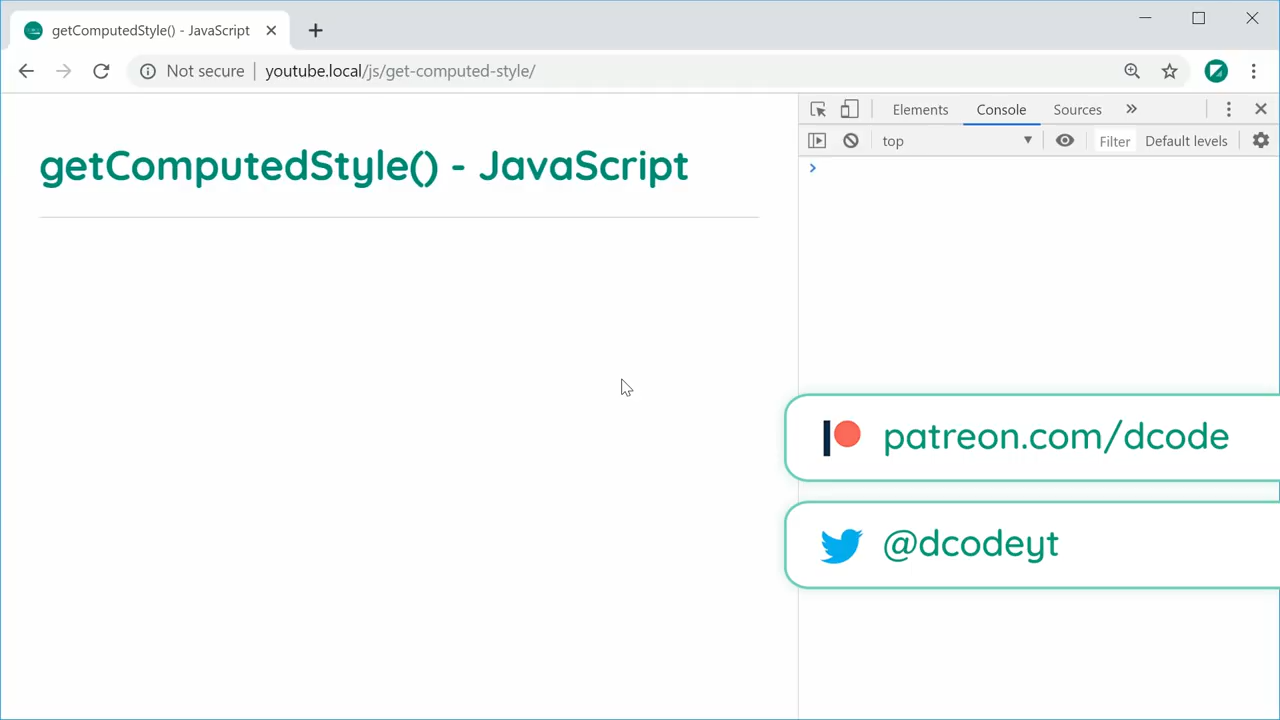 getComputedStyle() - JavaScript
Not secure | youtube.local/js/get-computed-style/
getComputedStyle() - JavaScript
Elements Console Sources »
top Filter Default levels
patreon.com/dcode
@dcodeyt